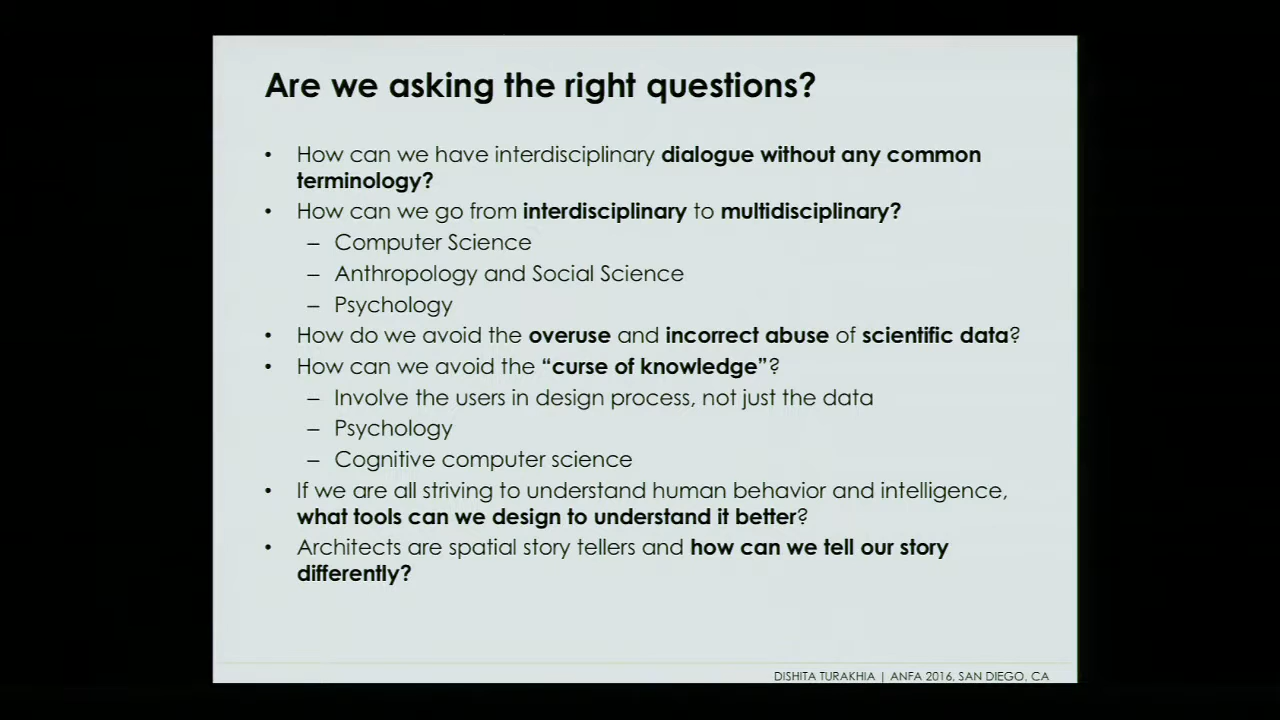 Are we asking the right questions?
• How can we have interdisciplinary dialogue without any common
terminology?
• How can we go from interdisciplinary to multidisciplinary?
– Computer Science
– Anthropology and Social Science
– Psychology
• How do we avoid the overuse and incorrect abuse of scientific data?
• How can we avoid the “curse of knowledge”?
– Involve the users in design process, not just the data
– Psychology
– Cognitive computer science
• If we are all striving to understand human behavior and intelligence,
what tools can we design to understand it better?
• Architects are spatial story tellers and how can we tell our story
differently?
DISHITA TURAKHIA | ANFA 2016, SAN DIEGO, CA